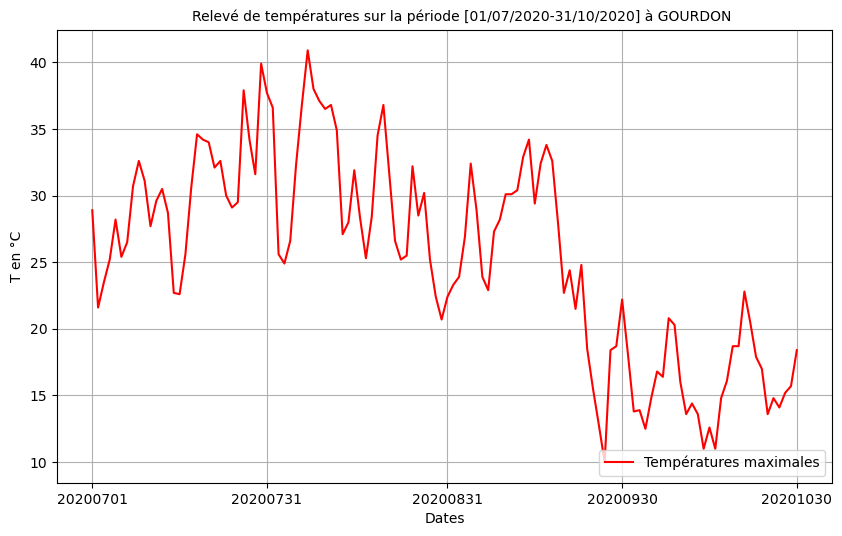 Relevé de températures sur la période [01/07/2020-31/10/2020] à GOURDON
T en °C
40
35
30
25
20
15
10
Températures maximales
20200701 20200731 20200831 20200930 20201030
Dates